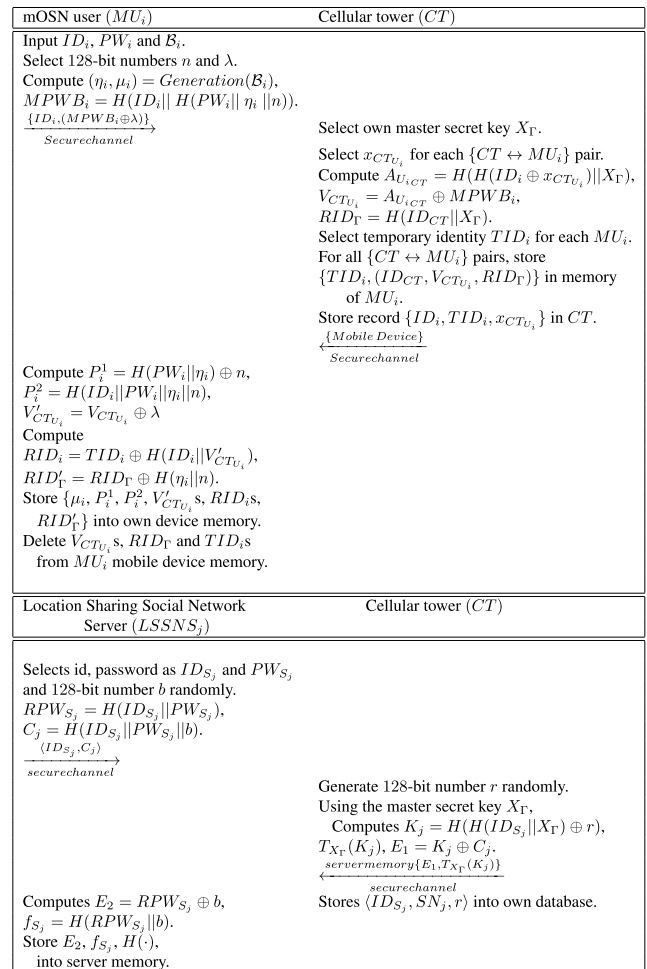 mOSN user (MU_i)
Cellular tower (CT)
Input ID_i, PW_i and ℬ_i.
Select 128-bit numbers n and λ.
Compute (η_i, μ_i) = Generation(ℬ_i),
MPWB_i = H(ID_i|| H(PW_i|| η_i ||n)).
{ID_i,(MPWB_i⊕λ)}
Securechannel
Select own master secret key X_Γ.
Select x_{CT_{U_i}} for each {CT ↔ MU_i} pair.
Compute A_{U_{i_{CT}}} = H(H(ID_i ⊕ x_{CT_{U_i}})||X_Γ),
V_{CT_{U_i}} = A_{U_{i_{CT}}} ⊕ MPWB_i,
RID_Γ = H(ID_{CT}||X_Γ).
Select temporary identity TID_i for each MU_i.
For all {CT ↔ MU_i} pairs, store
{TID_i, (ID_{CT}, V_{CT_{U_i}}, RID_Γ)} in memory
of MU_i.
Store record {ID_i, TID_i, x_{CT_{U_i}}} in CT.
{Mobile Device}
Securechannel
Compute P_i^1 = H(PW_i||η_i) ⊕ n,
P_i^2 = H(ID_i||PW_i||η_i||n),
V'_{CT_{U_i}} = V_{CT_{U_i}} ⊕ λ
Compute
RID_i = TID_i ⊕ H(ID_i||V'_{CT_{U_i}}),
RID'_Γ = RID_Γ ⊕ H(η_i||n).
Store {μ_i, P_i^1, P_i^2, V'_{CT_{U_i}}s, RID_is,
RID'_Γ} into own device memory.
Delete V_{CT_{U_i}}s, RID_Γ and TID_is
from MU_i mobile device memory.
Location Sharing Social Network
Server (LSSNS_j)
Cellular tower (CT)
Selects id, password as ID_{S_j} and PW_{S_j}
and 128-bit number b randomly.
RPW_{S_j} = H(ID_{S_j}||PW_{S_j}),
C_j = H(ID_{S_j}||PW_{S_j}||b).
⟨ID_{S_j},C_j⟩
securechannel
Generate 128-bit number r randomly.
Using the master secret key X_Γ,
Computes K_j = H(H(ID_{S_j}||X_Γ) ⊕ r),
T_{X_Γ}(K_j), E_1 = K_j ⊕ C_j.
servermemory{E_1,T_{X_Γ}(K_j)}
securechannel
Computes E_2 = RPW_{S_j} ⊕ b,
Stores ⟨ID_{S_j}, SN_j, r⟩ into own database.
f_{S_j} = H(RPW_{S_j}||b).
Store E_2, f_{S_j}, H(·),
into server memory.